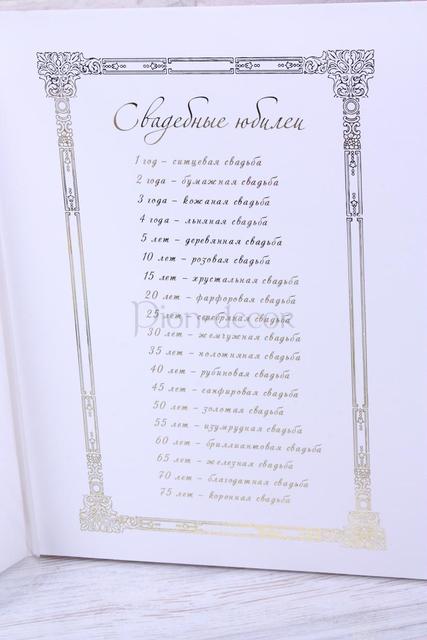 Свадебные юбилеи
1 год – ситцевая свадьба
2 года – бумажная свадьба
3 года – кожаная свадьба
4 года – льняная свадьба
5 лет – деревянная свадьба
10 лет – розовая свадьба
15 лет – хрустальная свадьба
20 лет – фарфоровая свадьба
25 лет – серебряная свадьба
Pion-decor
30 лет – жемчужная свадьба
35 лет – полотняная свадьба
40 лет – рубиновая свадьба
45 лет – сапфировая свадьба
50 лет – золотая свадьба
55 лет – изумрудная свадьба
60 лет – бриллиантовая свадьба
65 лет – железная свадьба
70 лет – благодатная свадьба
75 лет – коронная свадьба